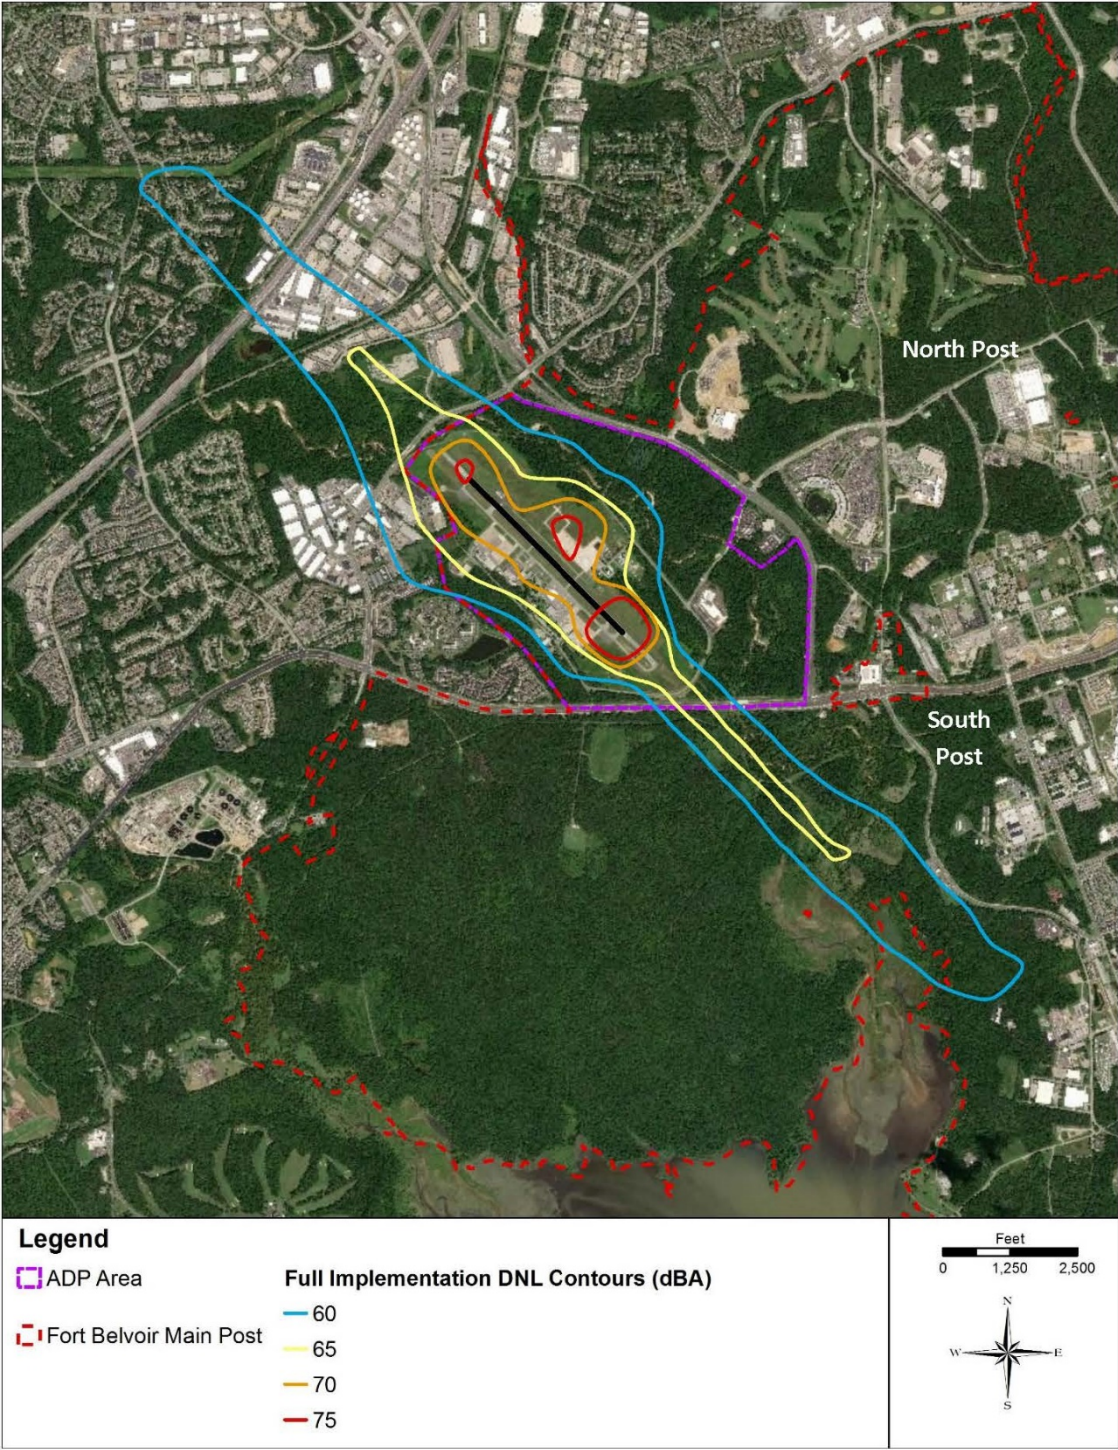 North Post
South
Post
Legend
ADP Area
Fort Belvoir Main Post
Full Implementation DNL Contours (dBA)
60
65
70
75
Feet
0 1,250 2,500
N
W E
S